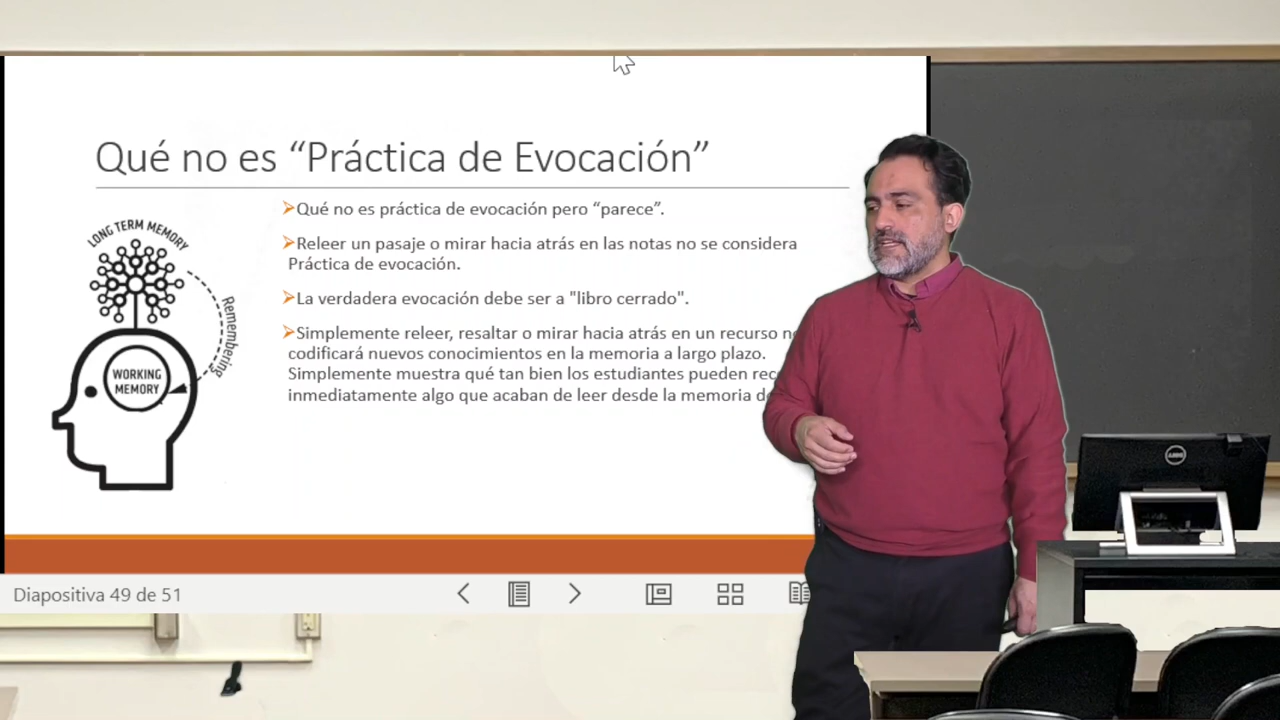 Qué no es “Práctica de Evocación”
➢Qué no es práctica de evocación pero “parece”.
➢Releer un pasaje o mirar hacia atrás en las notas no se considera
Práctica de evocación.
➢La verdadera evocación debe ser a "libro cerrado".
➢Simplemente releer, resaltar o mirar hacia atrás en un recurso
codificará nuevos conocimientos en la memoria a largo plazo.
Simplemente muestra qué tan bien los estudiantes pueden
inmediatamente algo que acaban de leer desde la memoria
LONG TERM MEMORY
Remembering
WORKING
MEMORY
Diapositiva 49 de 51
DELL